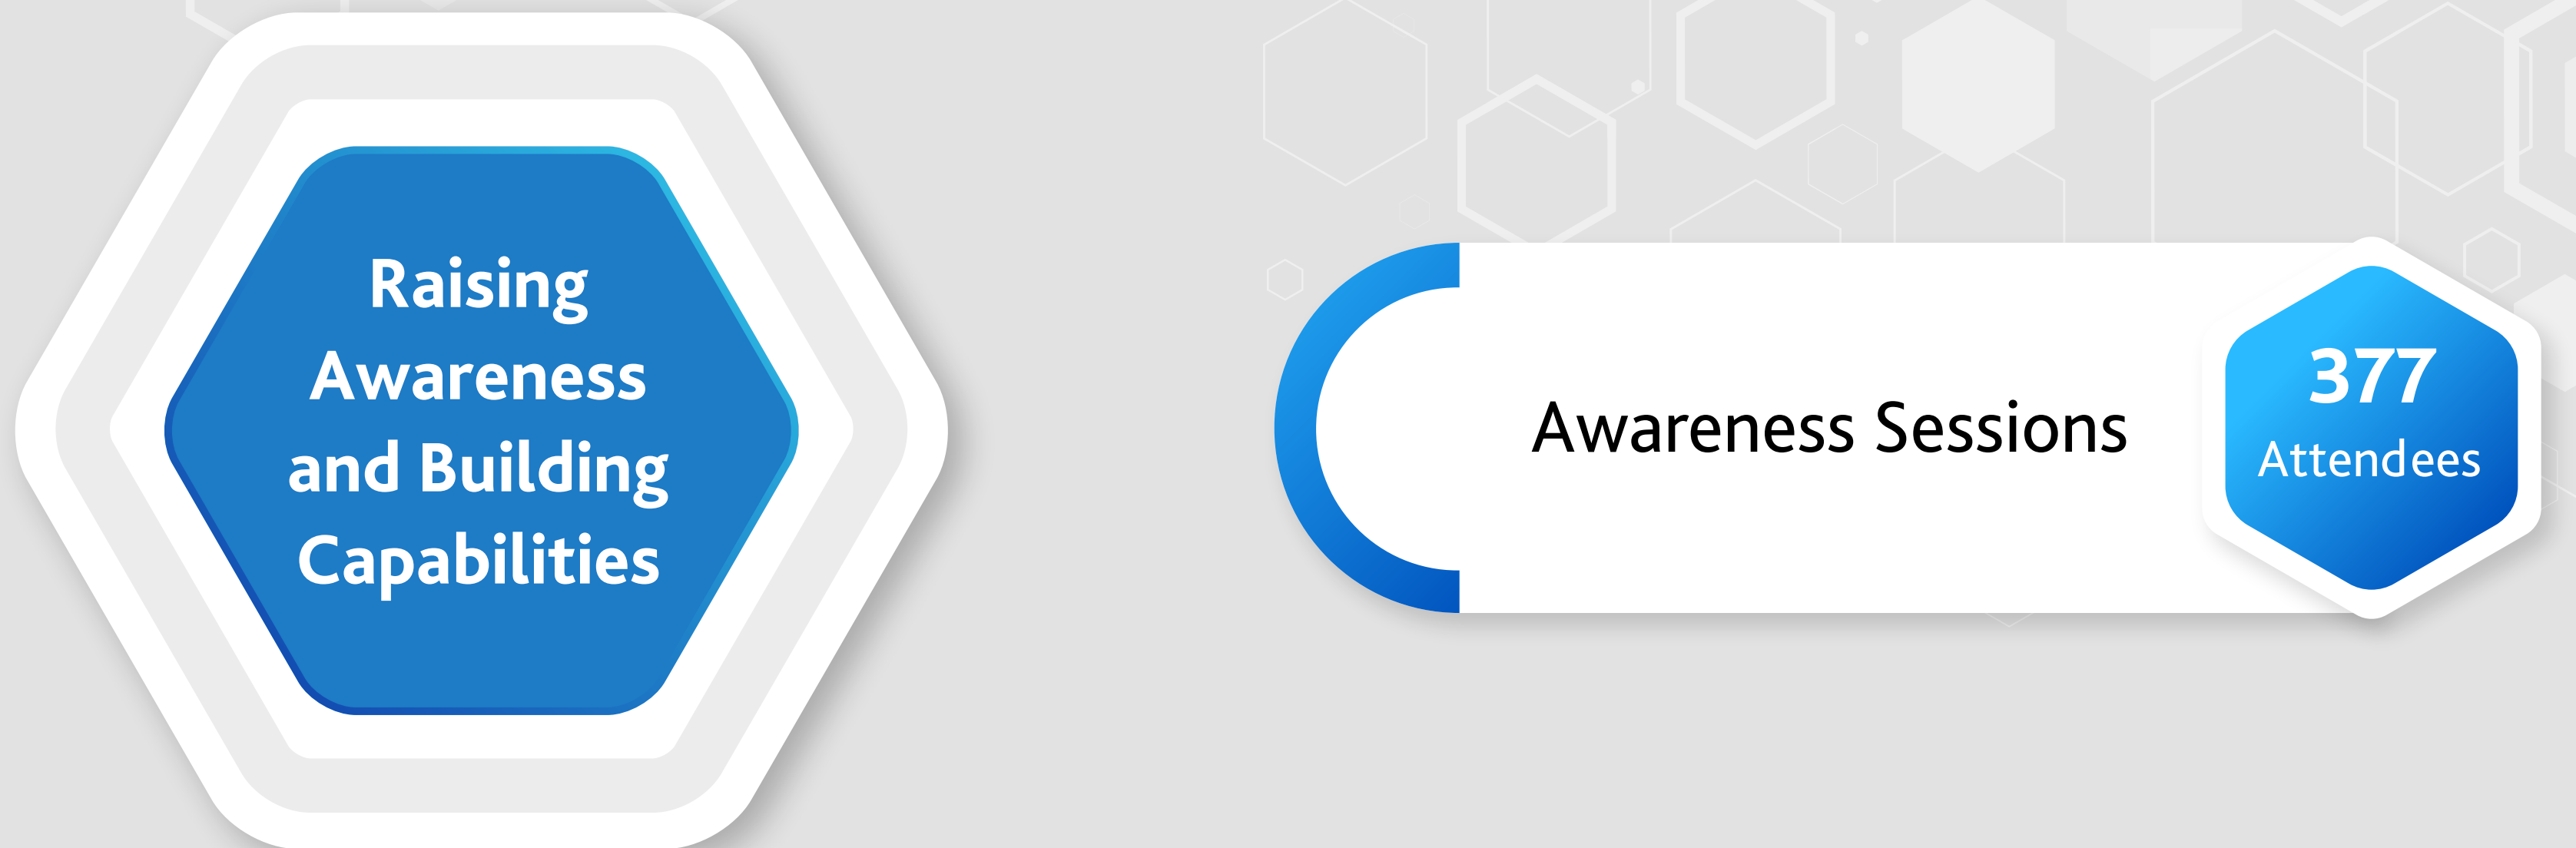 Raising
Awareness
and Building
Capabilities
Awareness Sessions
377
Attendees